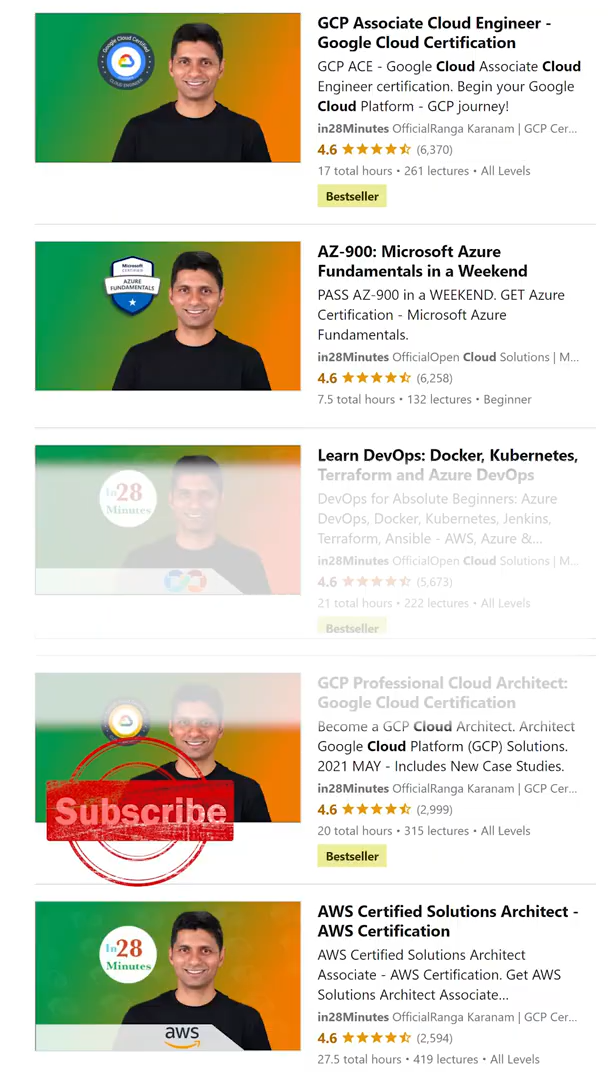 GCP Associate Cloud Engineer -
Google Cloud Certification
GCP ACE - Google Cloud Associate Cloud
Engineer certification. Begin your Google
Cloud Platform - GCP journey!
in28Minutes OfficialRanga Karanam | GCP Cer...
4.6 (6,370)
17 total hours • 261 lectures • All Levels
Bestseller
Google Cloud Certified
Microsoft
CERTIFIED
AZURE
FUNDAMENTALS
AZ-900: Microsoft Azure
Fundamentals in a Weekend
PASS AZ-900 in a WEEKEND. GET Azure
Certification - Microsoft Azure
Fundamentals.
in28Minutes OfficialOpen Cloud Solutions | M...
4.6 (6,258)
7.5 total hours • 132 lectures • Beginner
In28
Minutes
Learn DevOps: Docker, Kubernetes,
Terraform and Azure DevOps
DevOps for Absolute Beginners: Azure
DevOps, Docker, Kubernetes, Jenkins,
Terraform, Ansible - AWS, Azure &...
in28Minutes OfficialOpen Cloud Solutions | M...
4.6 (5,673)
21 total hours • 222 lectures • All Levels
Bestseller
GCP Professional Cloud Architect:
Google Cloud Certification
Become a GCP Cloud Architect. Architect
Google Cloud Platform (GCP) Solutions.
2021 MAY - Includes New Case Studies.
in28Minutes OfficialRanga Karanam | GCP Cer...
4.6 (2,999)
20 total hours • 315 lectures • All Levels
Bestseller
Subscribe
In28
Minutes
aws
AWS Certified Solutions Architect -
AWS Certification
AWS Certified Solutions Architect
Associate - AWS Certification. Get AWS
Solutions Architect Associate...
in28Minutes OfficialRanga Karanam | GCP Cer...
4.6 (2,594)
27.5 total hours • 419 lectures • All Levels